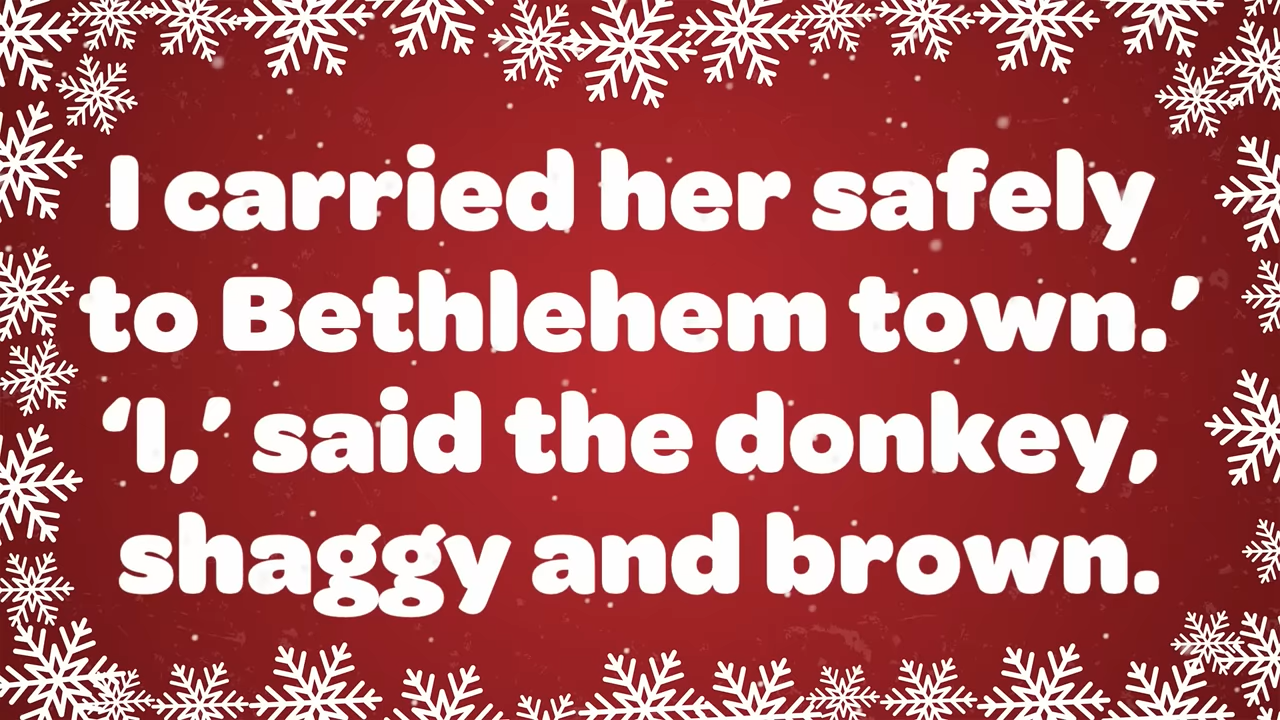 I carried her safely
to Bethlehem town.’
‘I,’ said the donkey,
shaggy and brown.